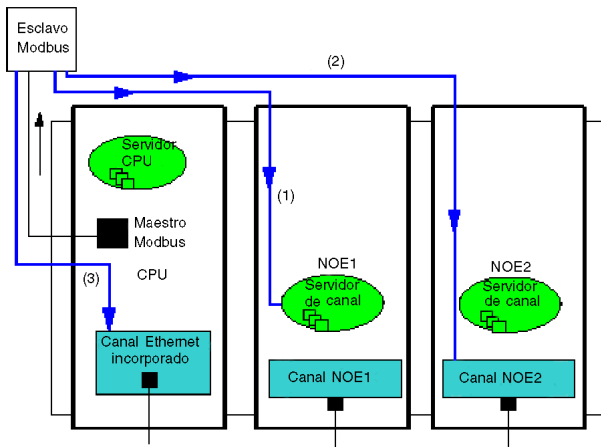 Esclavo
Modbus
(2)
Servidor
CPU
(1)
Maestro
Modbus
(3)
CPU
NOE1
NOE2
Servidor
de canal
Servidor
de canal
Canal Ethernet
incorporado
Canal NOE1
Canal NOE2